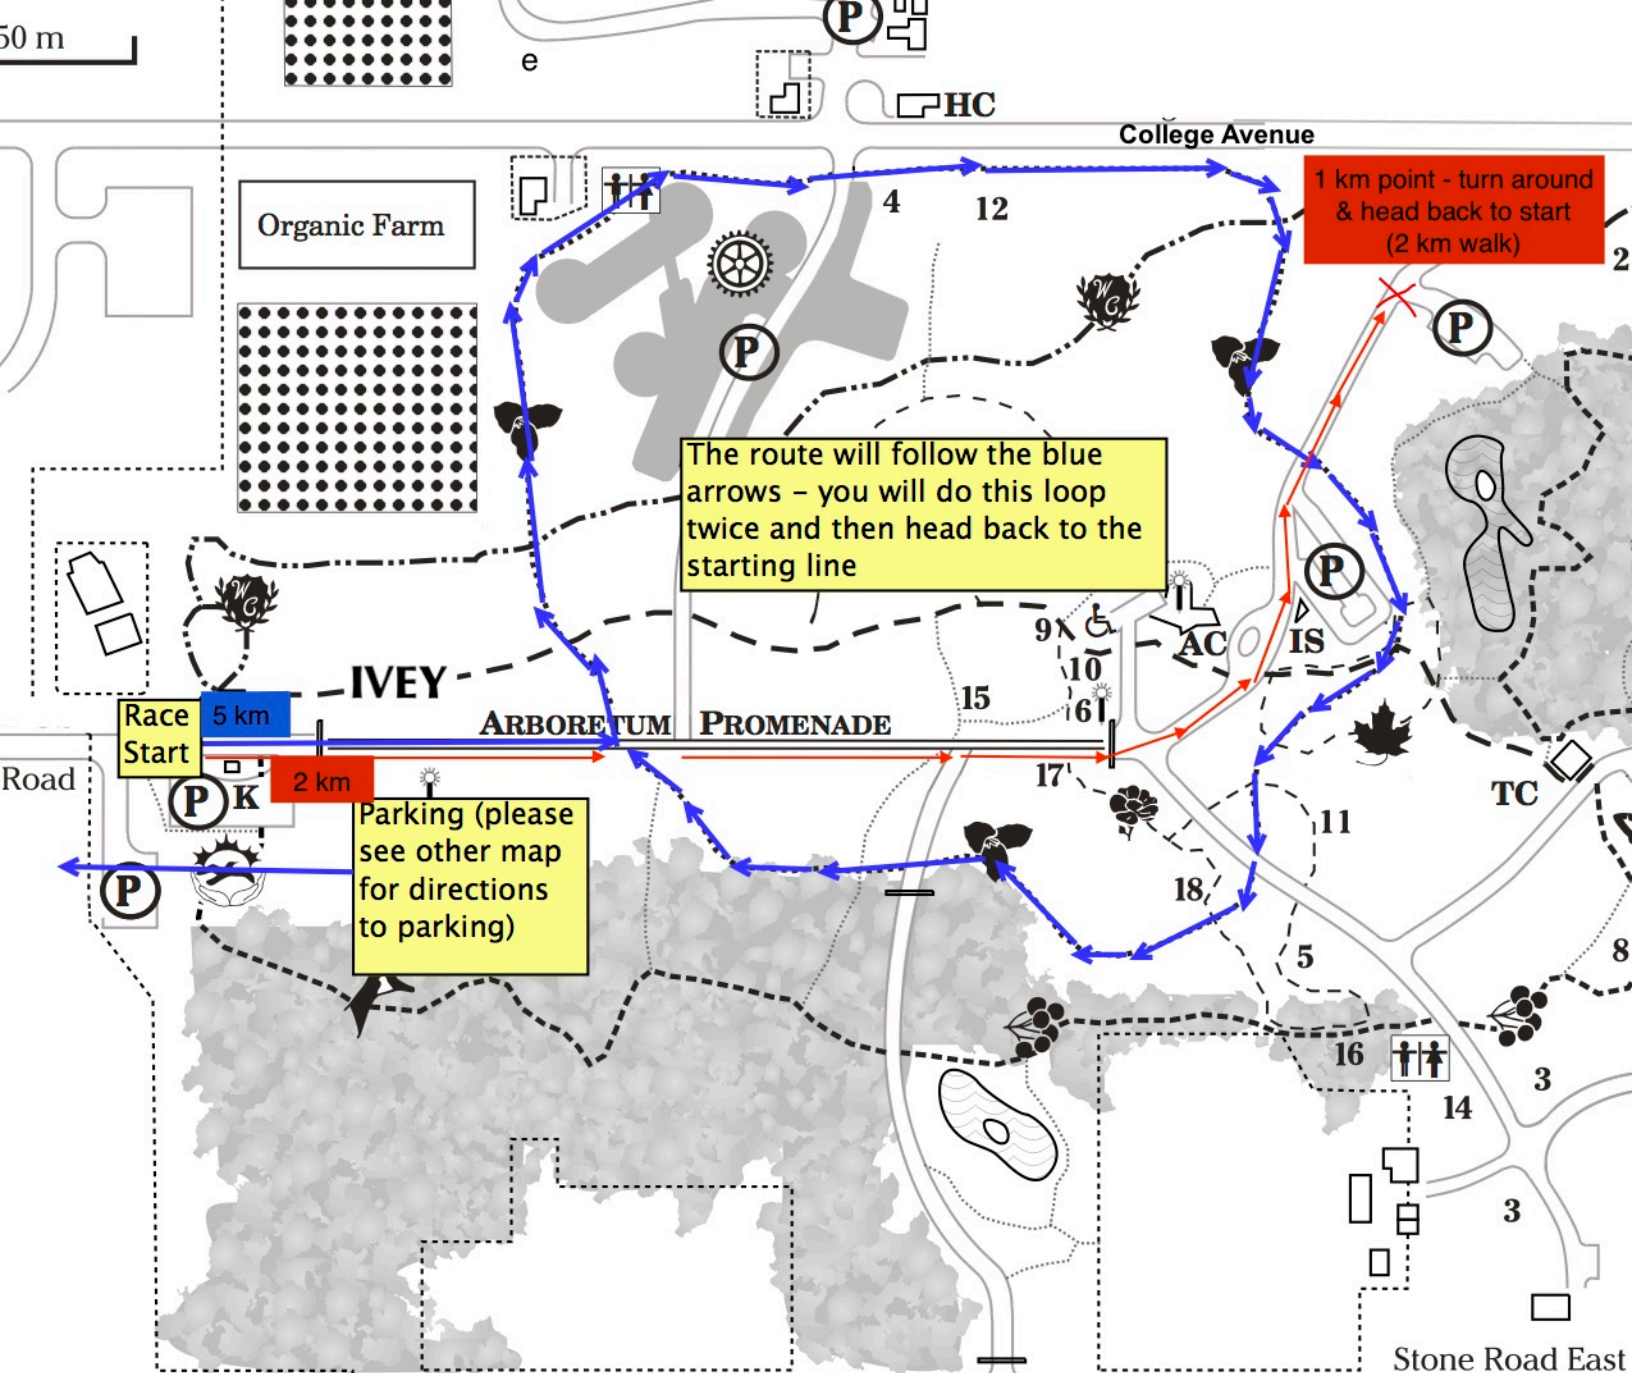 50 m
P
e
HC
College Avenue
1 km point - turn around
& head back to start
(2 km walk)
Organic Farm
4
12
2
WC
P
P
The route will follow the blue
arrows – you will do this loop
twice and then head back to the
starting line
P
WC
9
AC
IS
10
IVEY
15
6
Race
Start
5 km
ARBORETUM PROMENADE
Road
2 km
17
TC
P
K
Parking (please
see other map
for directions
to parking)
11
P
18
5
8
16
3
14
3
Stone Road East